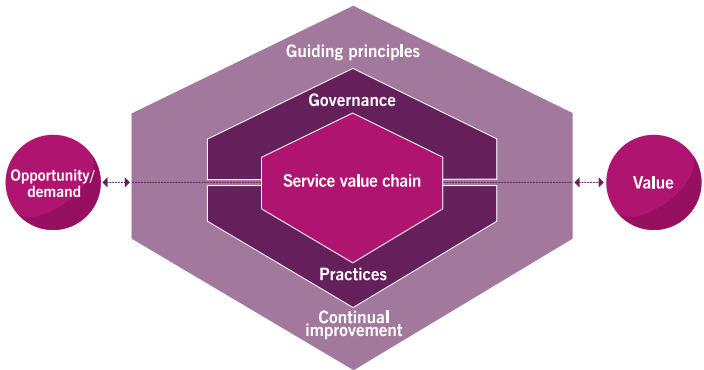 Guiding principles
Governance
Opportunity/
demand
Service value chain
Value
Practices
Continual
improvement